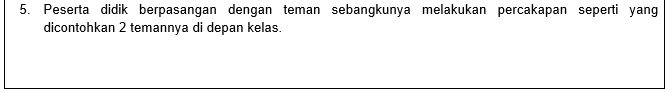 5. Peserta didik berpasangan dengan teman sebangkunya melakukan percakapan seperti yang
dicontohkan 2 temannya di depan kelas.